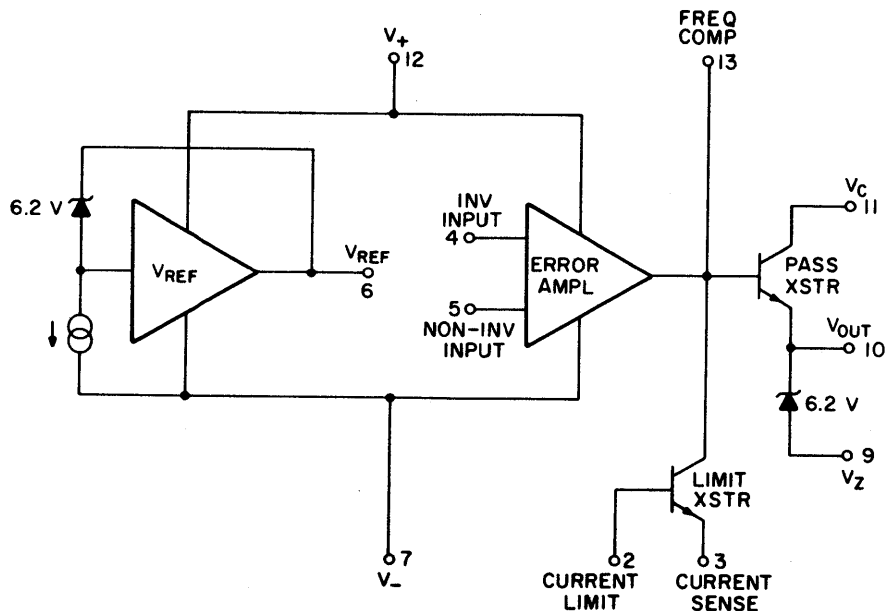 V+
12
FREQ
COMP
13
6.2 V
VREF
VREF
6
INV
INPUT
4
5
NON-INV
INPUT
ERROR
AMPL
VC
11
PASS
XSTR
VOUT
10
6.2 V
9
VZ
LIMIT
XSTR
7
V−
2
CURRENT
LIMIT
3
CURRENT
SENSE